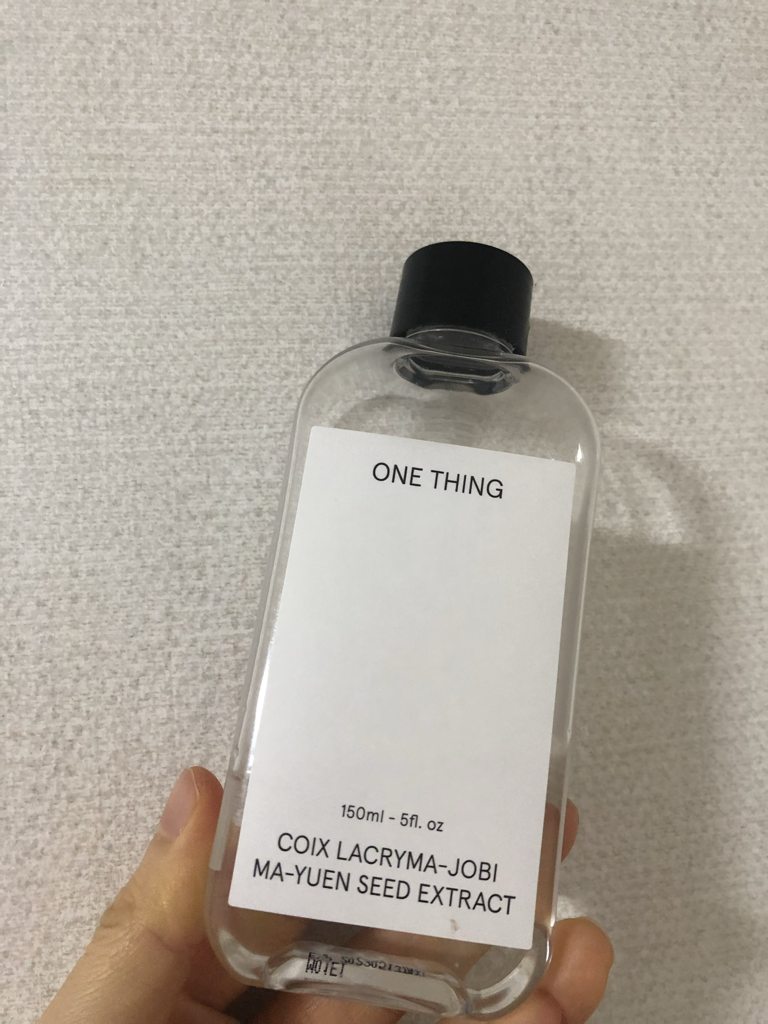 ONE THING
150ml - 5fl. oz
COIX LACRYMA-JOBI
MA-YUEN SEED EXTRACT